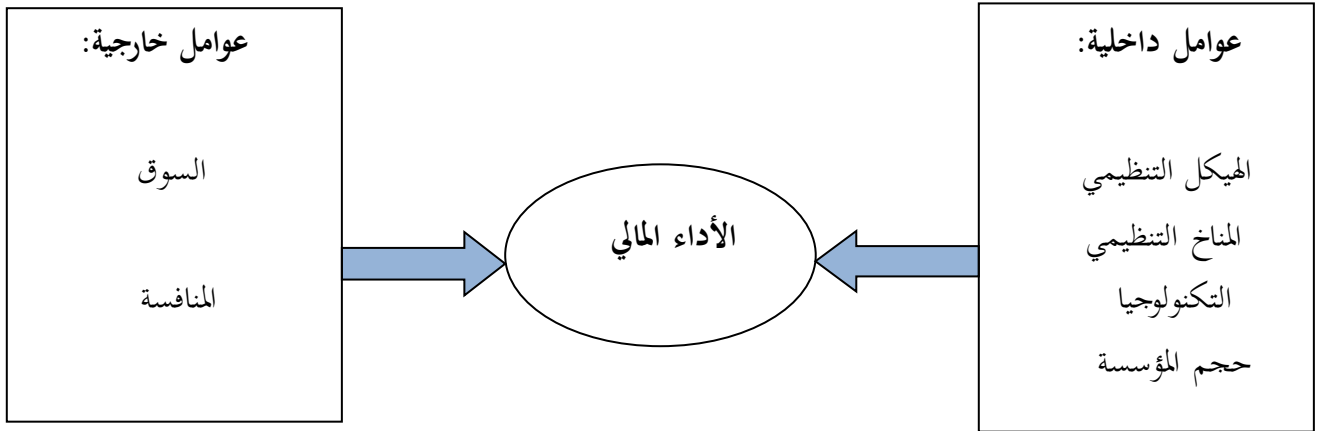 عوامل داخلية:
الهيكل التنظيمي
المناخ التنظيمي
التكنولوجيا
حجم المؤسسة
الأداء المالي
عوامل خارجية:
السوق
المنافسة